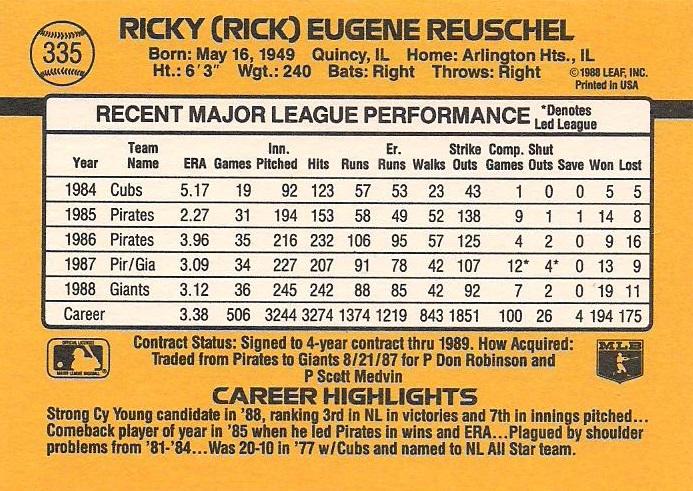 335
RICKY (RICK) EUGENE REUSCHEL
Born: May 16, 1949 Quincy, IL Home: Arlington Hts., IL
Ht.: 6'3" Wgt.: 240 Bats: Right Throws: Right
©1988 LEAF, INC.
Printed in USA
RECENT MAJOR LEAGUE PERFORMANCE *Denotes Led League
Year Team Name ERA Games Inn. Pitched Hits Runs Er. Runs Walks Strike Outs Comp. Games Shut Outs Save Won Lost
1984 Cubs 5.17 19 92 123 57 53 23 43 1 0 0 5 5
1985 Pirates 2.27 31 194 153 58 49 52 138 9 1 1 14 8
1986 Pirates 3.96 35 216 232 106 95 57 125 4 2 0 9 16
1987 Pir/Gia 3.09 34 227 207 91 78 42 107 12* 4* 0 13 9
1988 Giants 3.12 36 245 242 88 85 42 92 7 2 0 19 11
Career 3.38 506 3244 3274 1374 1219 843 1851 100 26 4 194 175
Contract Status: Signed to 4-year contract thru 1989. How Acquired:
Traded from Pirates to Giants 8/21/87 for P Don Robinson and
P Scott Medvin
MLB
CAREER HIGHLIGHTS
Strong Cy Young candidate in '88, ranking 3rd in NL in victories and 7th in innings pitched...
Comeback player of year in '85 when he led Pirates in wins and ERA...Plagued by shoulder
problems from '81-'84...Was 20-10 in '77 w/Cubs and named to NL All Star team.